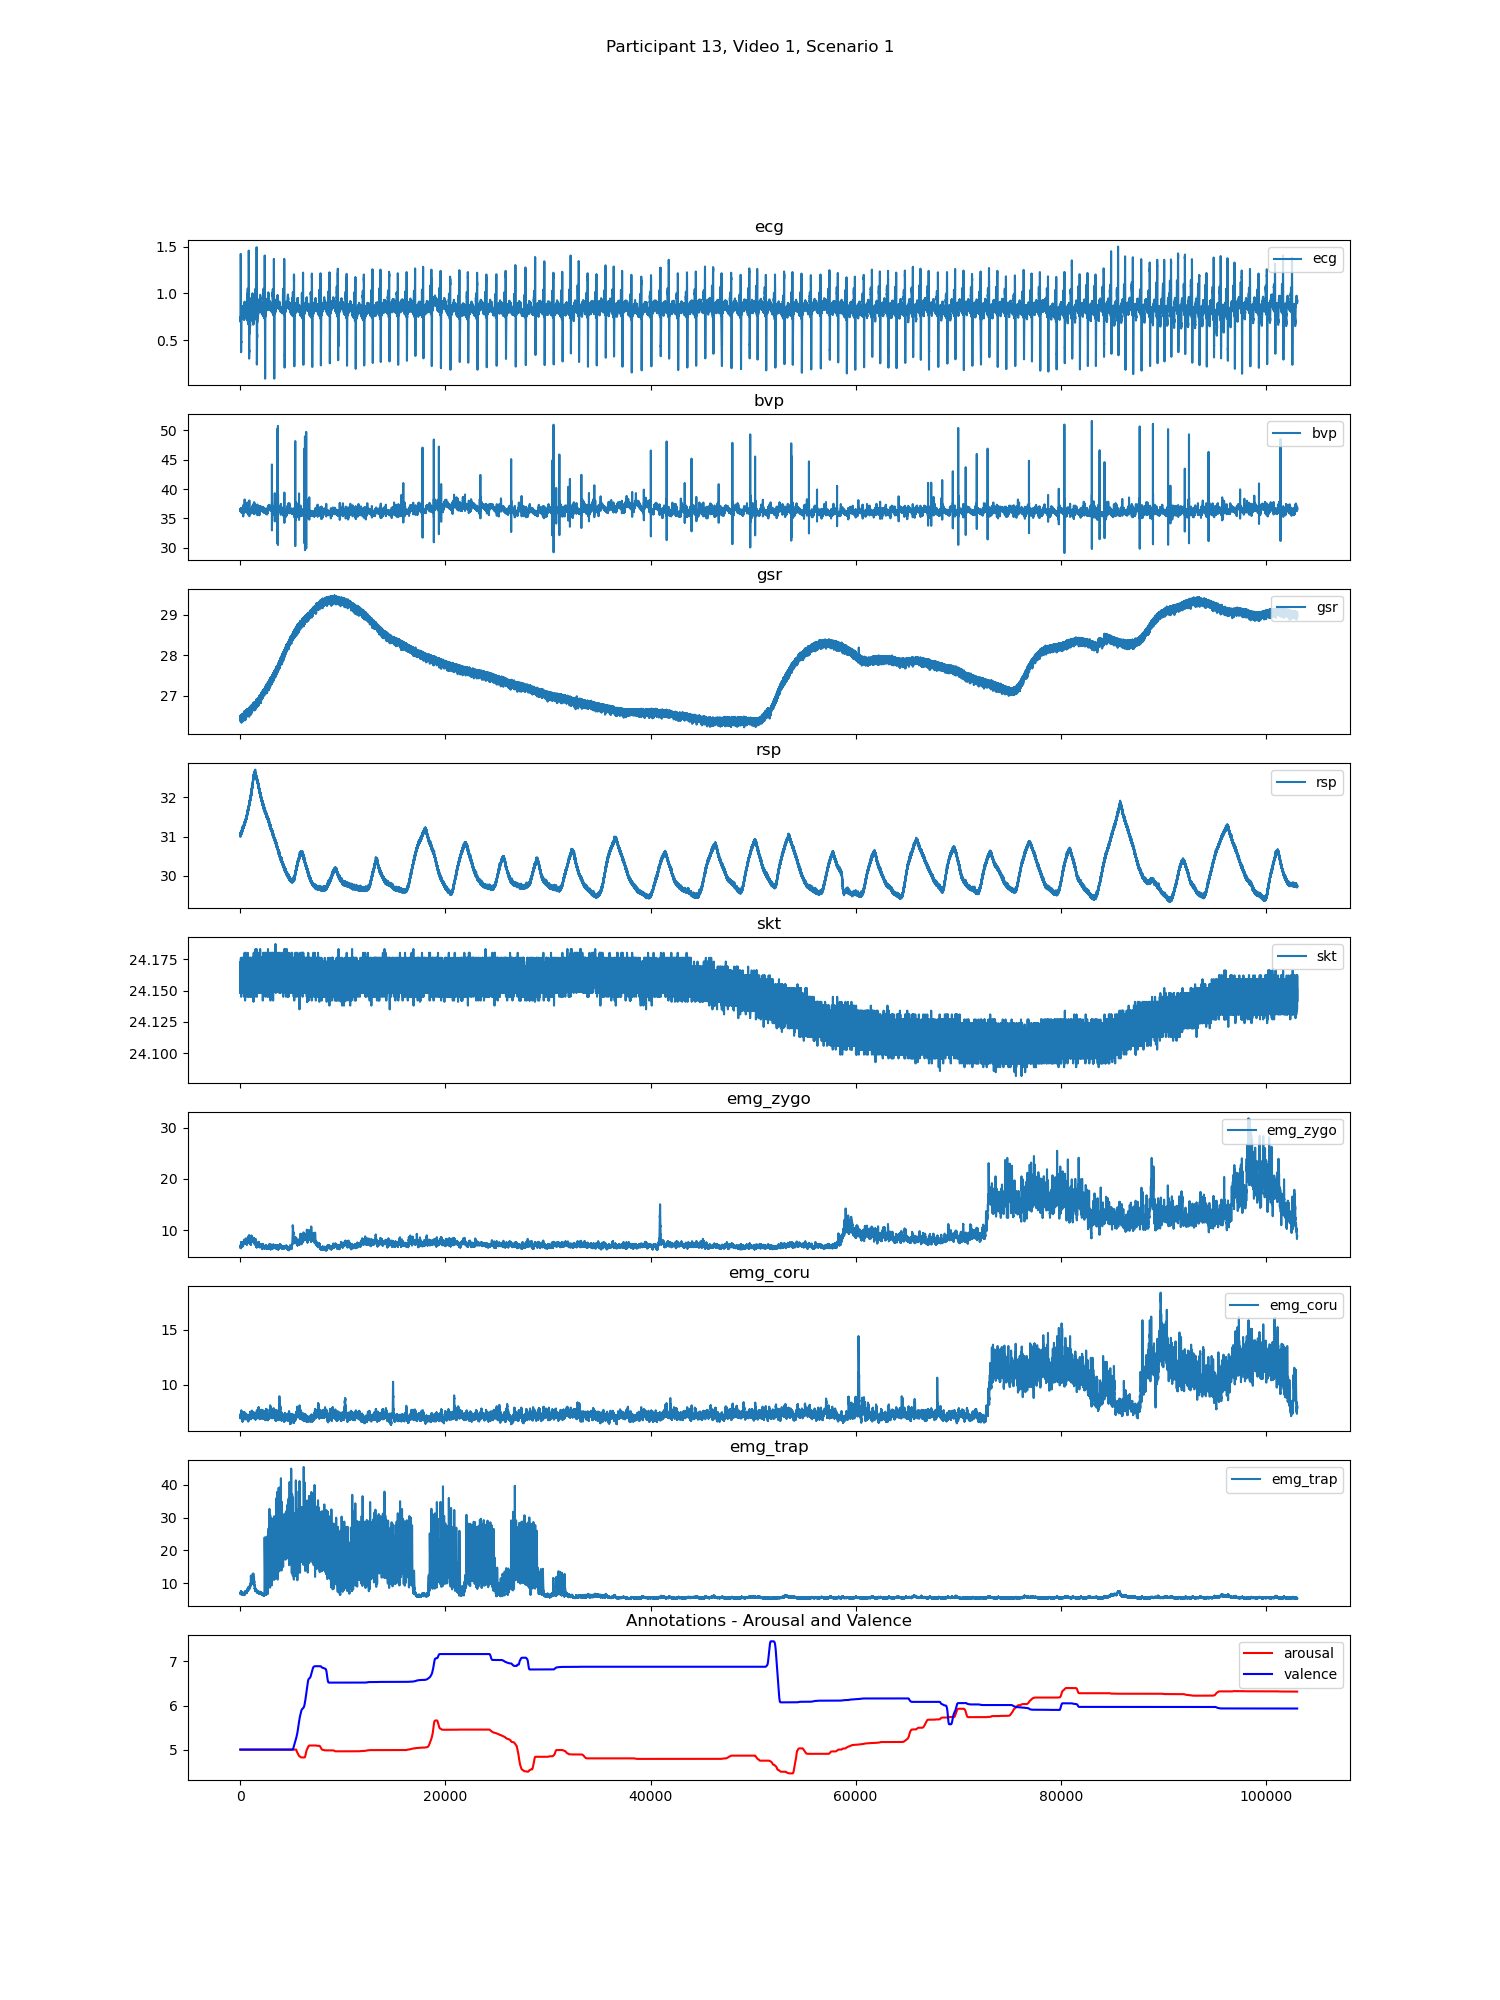 Participant 13, Video 1, Scenario 1
ecg
1.5
1.0
0.5
ecg
bvp
50
45
40
35
30
bvp
gsr
29
28
27
gsr
rsp
32
31
30
rsp
skt
24.175
24.150
24.125
24.100
skt
emg_zygo
30
20
10
emg_zygo
emg_coru
15
10
emg_coru
emg_trap
40
30
20
10
emg_trap
Annotations - Arousal and Valence
7
6
5
arousal
valence
0 20000 40000 60000 80000 100000